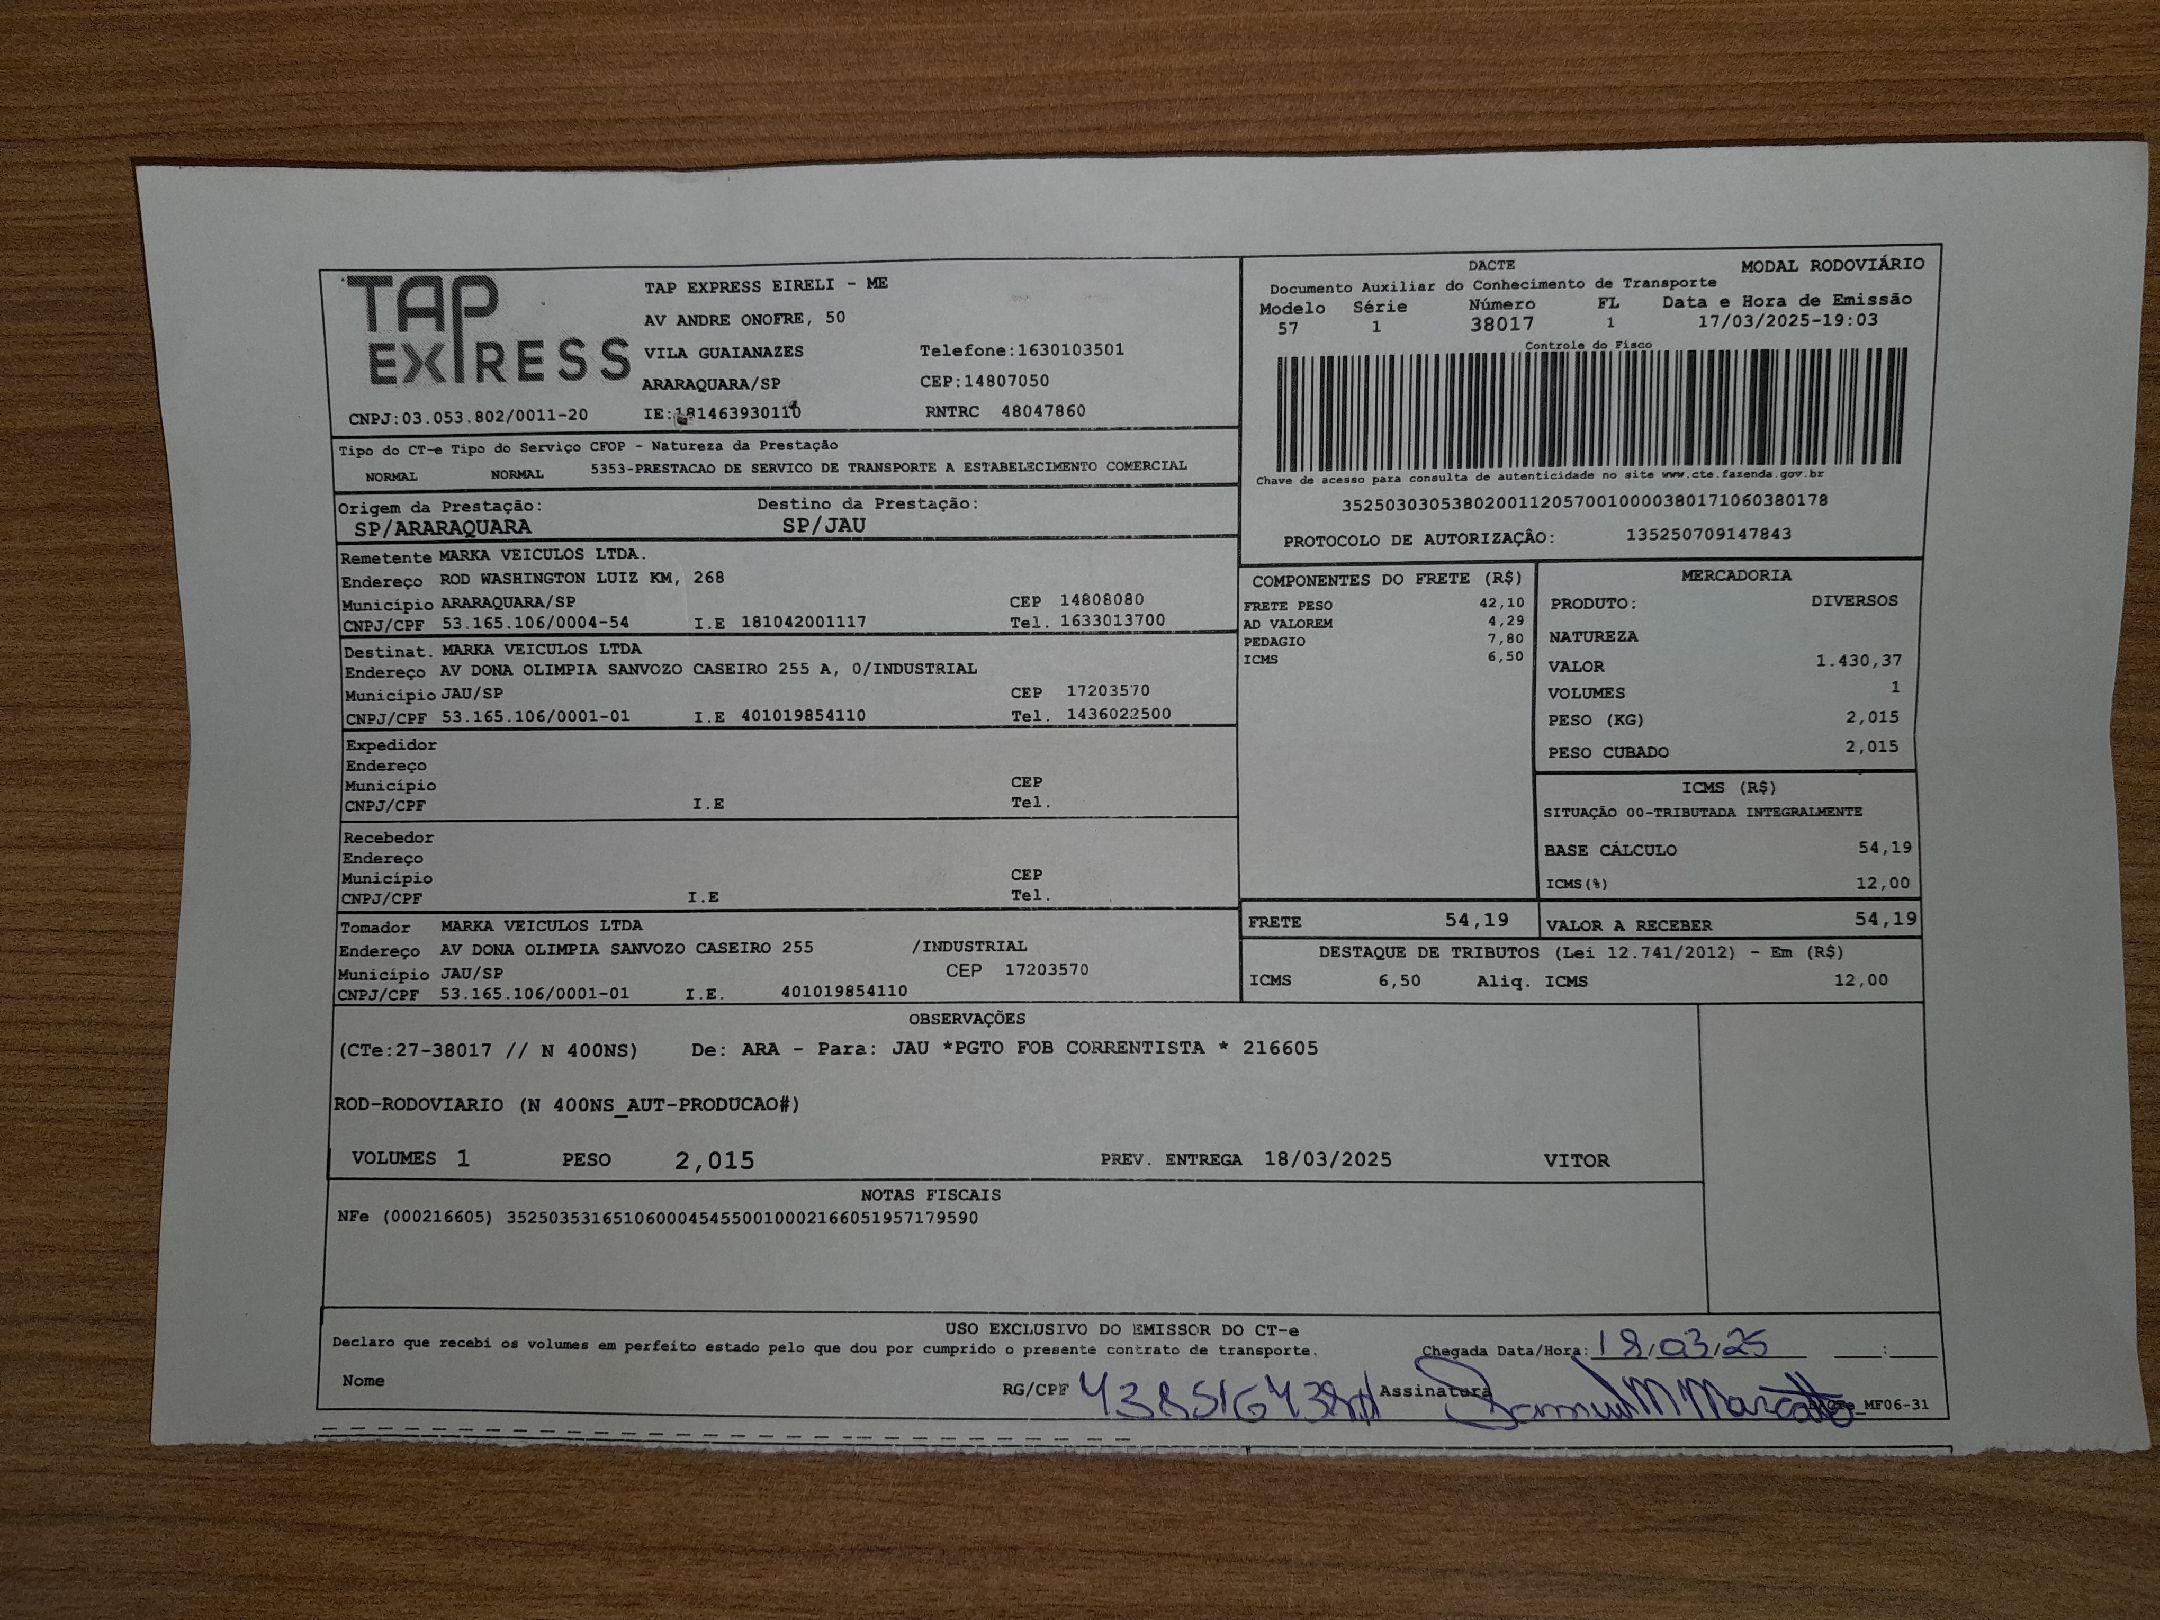 TAP EXPRESS
TAP EXPRESS EIRELI - ME
AV ANDRE ONOFRE, 50
VILA GUAIANAZES Telefone:1630103501
ARARAQUARA/SP CEP:14807050
CNPJ:03.053.802/0011-20 IE:181463930110 RNTRC 48047860
DACTE MODAL RODOVIÁRIO
Documento Auxiliar do Conhecimento de Transporte
Modelo Série Número FL Data e Hora de Emissão
57 1 38017 1 17/03/2025-19:03
Controle do Fisco
Chave de acesso para consulta de autenticidade no site www.cte.fazenda.gov.br
35250303053802001120570010000380171060380178
PROTOCOLO DE AUTORIZAÇÃO: 135250709147843
Tipo do CT-e Tipo do Serviço CFOP - Natureza da Prestação
NORMAL NORMAL 5353-PRESTACAO DE SERVICO DE TRANSPORTE A ESTABELECIMENTO COMERCIAL
Origem da Prestação: Destino da Prestação:
SP/ARARAQUARA SP/JAU
Remetente MARKA VEICULOS LTDA.
Endereço ROD WASHINGTON LUIZ KM, 268
Município ARARAQUARA/SP CEP 14808080
CNPJ/CPF 53.165.106/0004-54 I.E 181042001117 Tel. 1633013700
Destinat. MARKA VEICULOS LTDA
Endereço AV DONA OLIMPIA SANVOZO CASEIRO 255 A, 0/INDUSTRIAL
Município JAU/SP CEP 17203570
CNPJ/CPF 53.165.106/0001-01 I.E 401019854110 Tel. 1436022500
Expedidor
Endereço
Município CEP
CNPJ/CPF I.E Tel.
Recebedor
Endereço
Município CEP
CNPJ/CPF I.E Tel.
Tomador MARKA VEICULOS LTDA
Endereço AV DONA OLIMPIA SANVOZO CASEIRO 255 /INDUSTRIAL
Município JAU/SP CEP 17203570
CNPJ/CPF 53.165.106/0001-01 I.E. 401019854110
COMPONENTES DO FRETE (R$)
FRETE PESO 42,10
AD VALOREM 4,29
PEDAGIO 7,80
ICMS 6,50
MERCADORIA
PRODUTO: DIVERSOS
NATUREZA
VALOR 1.430,37
VOLUMES 1
PESO (KG) 2,015
PESO CUBADO 2,015
ICMS (R$)
SITUAÇÃO 00-TRIBUTADA INTEGRALMENTE
BASE CÁLCULO 54,19
ICMS(%) 12,00
FRETE 54,19 VALOR A RECEBER 54,19
DESTAQUE DE TRIBUTOS (Lei 12.741/2012) - Em (R$)
ICMS 6,50 Aliq. ICMS 12,00
OBSERVAÇÕES
(CTe:27-38017 // N 400NS) De: ARA - Para: JAU *PGTO FOB CORRENTISTA * 216605
ROD-RODOVIARIO (N 400NS_AUT-PRODUCAO#)
VOLUMES 1 PESO 2,015 PREV. ENTREGA 18/03/2025 VITOR
NOTAS FISCAIS
NFe (000216605) 35250353165106000454550010002166051957179590
USO EXCLUSIVO DO EMISSOR DO CT-e
Declaro que recebi os volumes em perfeito estado pelo que dou por cumprido o presente contrato de transporte. Chegada Data/Hora: 18/03/25 :
Nome RG/CPF Assinatura MF06-31